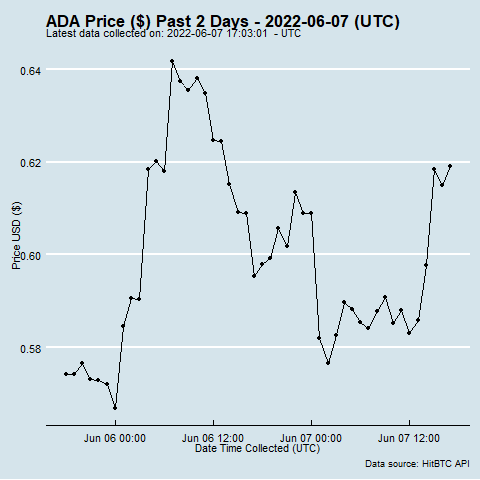 ADA Price ($) Past 2 Days - 2022-06-07 (UTC)
Latest data collected on: 2022-06-07 17:03:01 - UTC
0.64
0.62
0.60
0.58
Price USD ($)
Jun 06 00:00
Jun 06 12:00
Jun 07 00:00
Jun 07 12:00
Date Time Collected (UTC)
Data source: HitBTC API